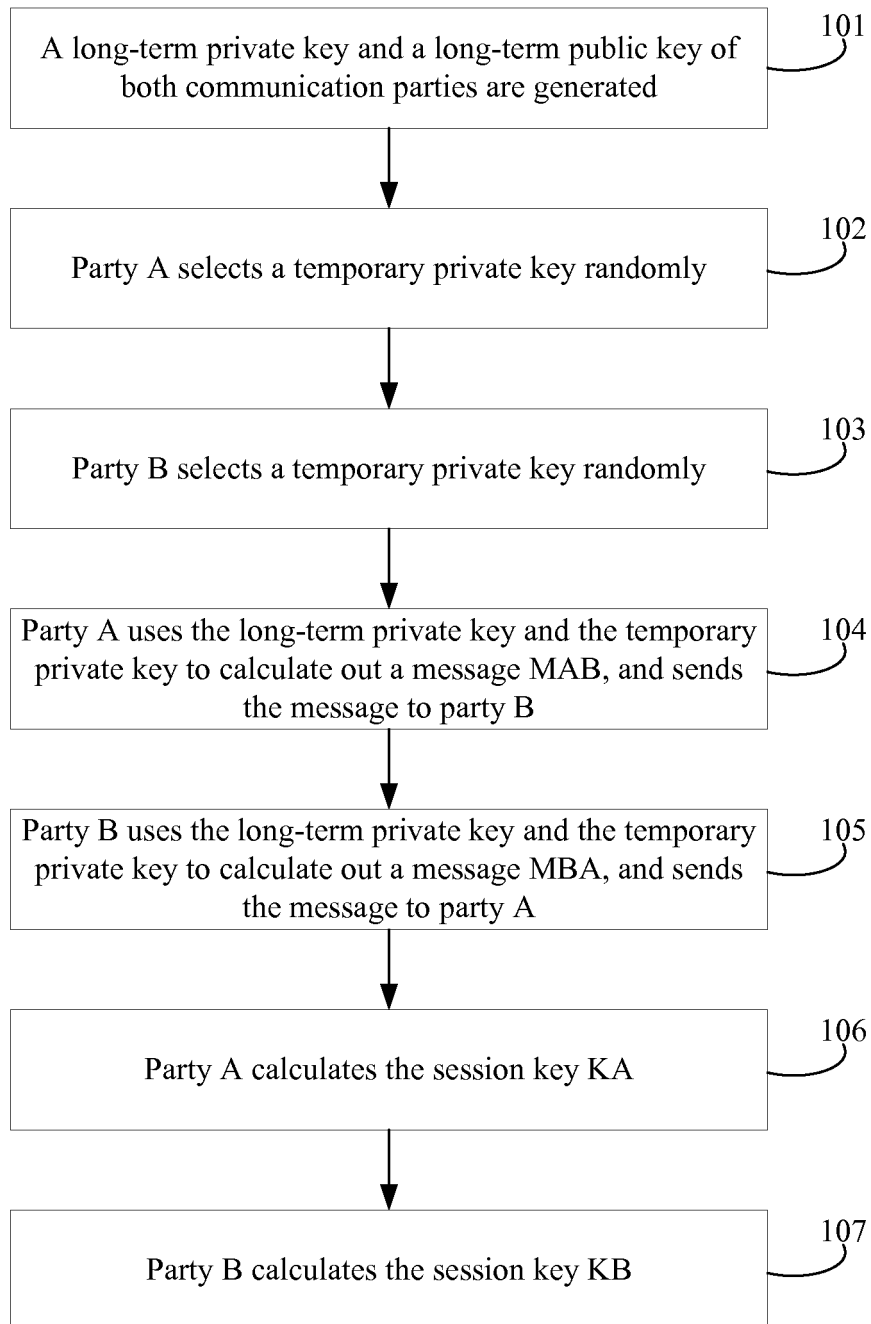 101
A long-term private key and a long-term public key of
both communication parties are generated
102
Party A selects a temporary private key randomly
103
Party B selects a temporary private key randomly
104
Party A uses the long-term private key and the temporary
private key to calculate out a message MAB, and sends
the message to party B
105
Party B uses the long-term private key and the temporary
private key to calculate out a message MBA, and sends
the message to party A
106
Party A calculates the session key KA
107
Party B calculates the session key KB